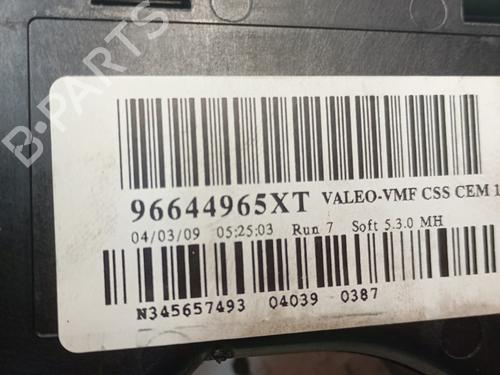 B-PARTS
96644965XT VALEO-VMF CSS CEM 1
04/03/09 05:25:03 Run 7 Soft 5.3.0 MH
N345657493 04039 0387